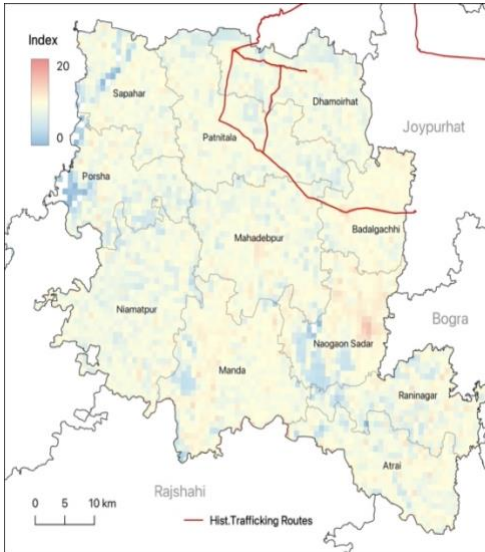 Index
20
0
Sapahar
Dhamoirhat
Patnitala
Joypurhat
Porsha
Badalgachhi
Mahadebpur
Niamatpur
Bogra
Naogaon Sadar
Manda
Raninagar
Atrai
Rajshahi
0 5 10 km
Hist.Trafficking Routes